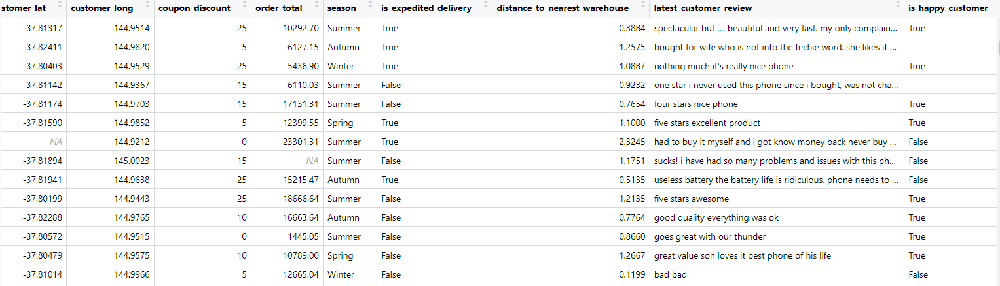 stomer_lat customer_long coupon_discount order_total season is_expedited_delivery distance_to_nearest_warehouse latest_customer_review is_happy_customer
-37.81317 144.9514 25 10292.70 Summer True 0.3884 spectacular but .... beautiful and very fast. my only complain... True
-37.82411 144.9820 5 6127.15 Autumn True 1.2575 bought for wife who is not into the techie word. she likes it ...
-37.80403 144.9529 25 5436.90 Winter True 1.0887 nothing much it's really nice phone True
-37.81142 144.9367 15 6110.03 Summer False 0.9232 one star i never used this phone since i bought, was not cha...
-37.81174 144.9703 15 17131.31 Summer False 0.7654 four stars nice phone True
-37.81590 144.9852 5 12399.55 Spring True 1.1000 five stars excellent product True
NA 144.9212 0 23301.31 Summer True 2.3245 had to buy it myself and i got know money back never buy ... False
-37.81894 145.0023 15 NA Summer False 1.1751 sucks! i have had so many problems and issues with this ph... False
-37.81941 144.9638 25 15215.47 Autumn True 0.5135 useless battery the battery life is ridiculous, phone needs to ... False
-37.80199 144.9443 25 18666.64 Summer False 1.2135 five stars awesome True
-37.82288 144.9765 10 16663.64 Autumn False 0.7764 good quality everything was ok True
-37.80572 144.9515 0 1445.05 Summer False 0.8660 goes great with our thunder True
-37.80479 144.9575 10 10789.00 Spring False 1.2667 great value son loves it best phone of his life True
-37.81014 144.9966 5 12665.04 Winter False 0.1199 bad bad False